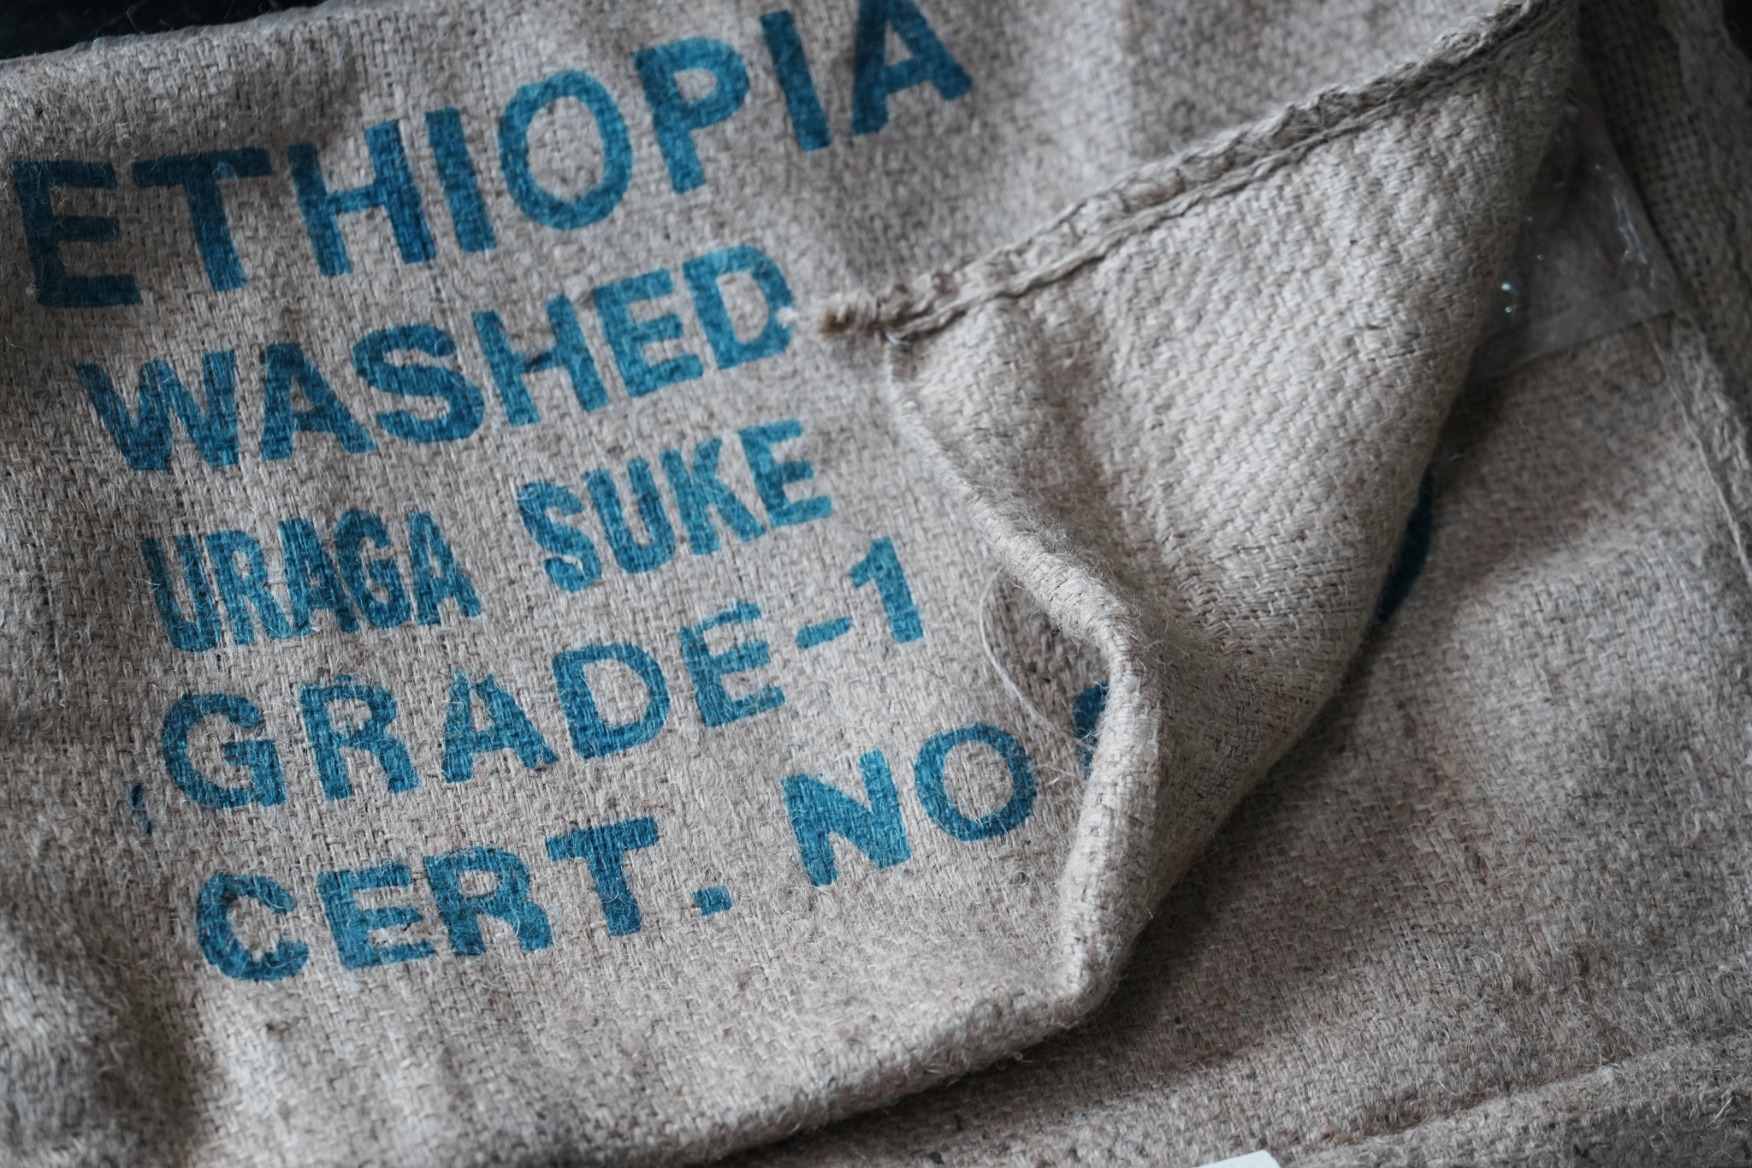 ETHIOPIA
WASHED
URAGA SUKE
GRADE-1
CERT. NO